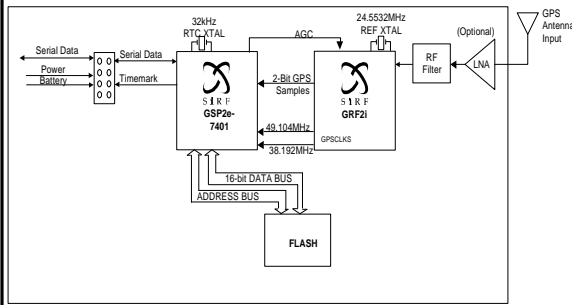 32kHz
RTC XTAL
24.5532MHz
REF XTAL
(Optional)
GPS
Antenna
Input
AGC
Serial Data
Serial Data
Power
Battery
Timemark
SiRF
GSP2e-
7401
2-Bit GPS
Samples
SiRF
GRF2i
RF
Filter
LNA
49.104MHz
GPSCLKS
38.192MHz
16-bit DATA BUS
ADDRESS BUS
FLASH